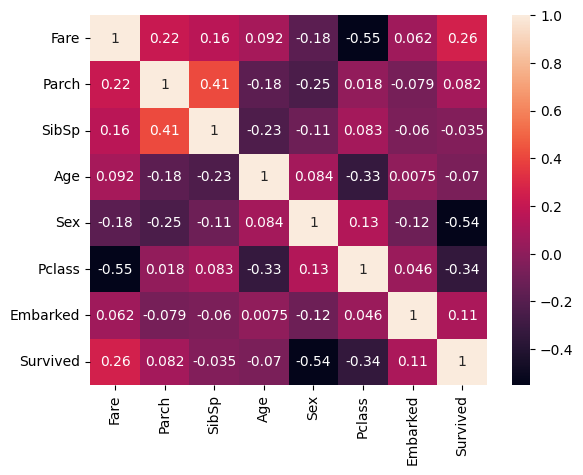 Fare 1 0.22 0.16 0.092 -0.18 -0.55 0.062 0.26
Parch 0.22 1 0.41 -0.18 -0.25 0.018 -0.079 0.082
SibSp 0.16 0.41 1 -0.23 -0.11 0.083 -0.06 -0.035
Age 0.092 -0.18 -0.23 1 0.084 -0.33 0.0075 -0.07
Sex -0.18 -0.25 -0.11 0.084 1 0.13 -0.12 -0.54
Pclass -0.55 0.018 0.083 -0.33 0.13 1 0.046 -0.34
Embarked 0.062 -0.079 -0.06 0.0075 -0.12 0.046 1 0.11
Survived 0.26 0.082 -0.035 -0.07 -0.54 -0.34 0.11 1
Fare Parch SibSp Age Sex Pclass Embarked Survived
1.0
0.8
0.6
0.4
0.2
0.0
−0.2
−0.4